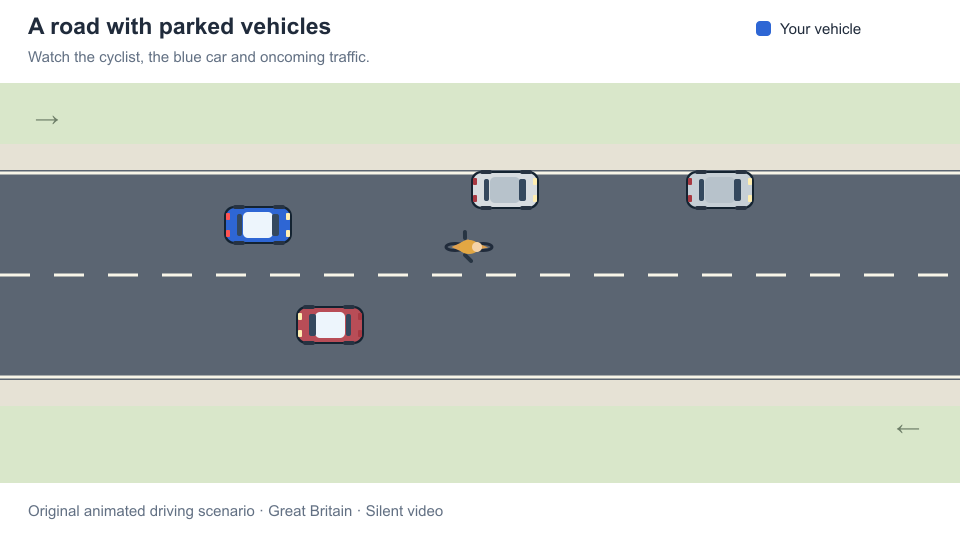 A road with parked vehicles
Your vehicle
Watch the cyclist, the blue car and oncoming traffic.
→
←
Original animated driving scenario · Great Britain · Silent video